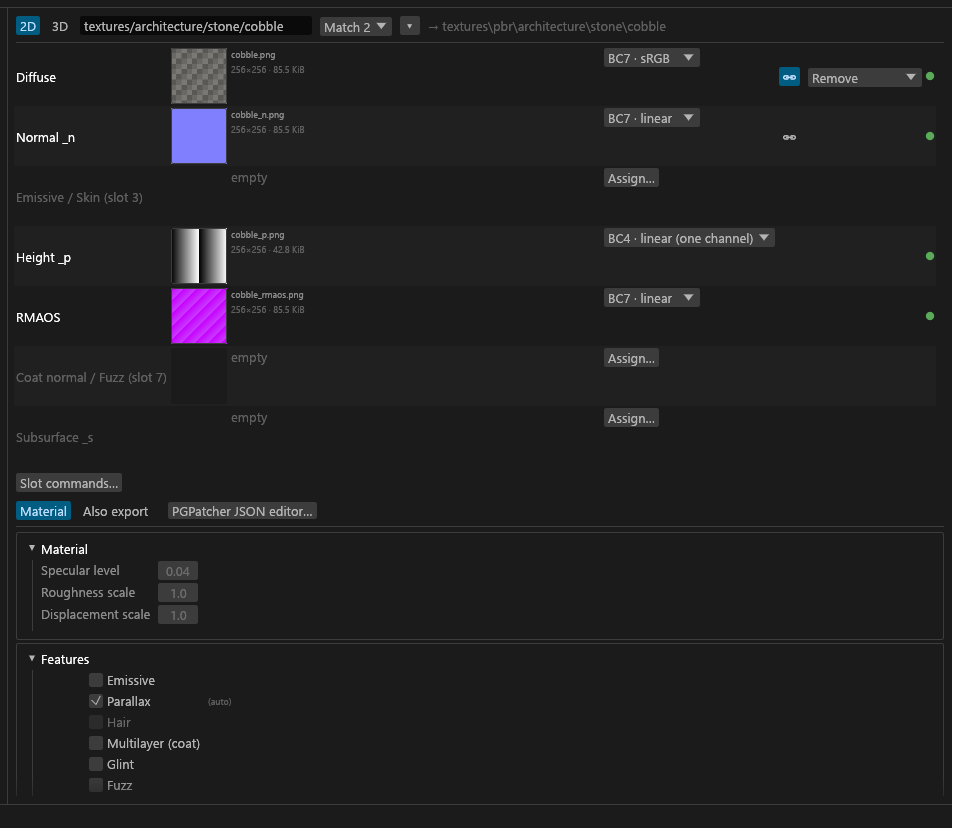 2D 3D textures/architecture/stone/cobble Match 2 → textures\pbr\architecture\stone\cobble
Diffuse cobble.png BC7 · sRGB
256×256 · 85.5 KiB Remove
Normal _n cobble_n.png BC7 · linear
256×256 · 85.5 KiB
Emissive / Skin (slot 3) empty Assign...
Height _p cobble_p.png BC4 · linear (one channel)
256×256 · 42.8 KiB
RMAOS cobble_rmaos.png BC7 · linear
256×256 · 85.5 KiB
Coat normal / Fuzz (slot 7) empty Assign...
Subsurface _s empty Assign...
Slot commands...
Material Also export PGPatcher JSON editor...
Material
Specular level 0.04
Roughness scale 1.0
Displacement scale 1.0
Features
Emissive
Parallax (auto)
Hair
Multilayer (coat)
Glint
Fuzz